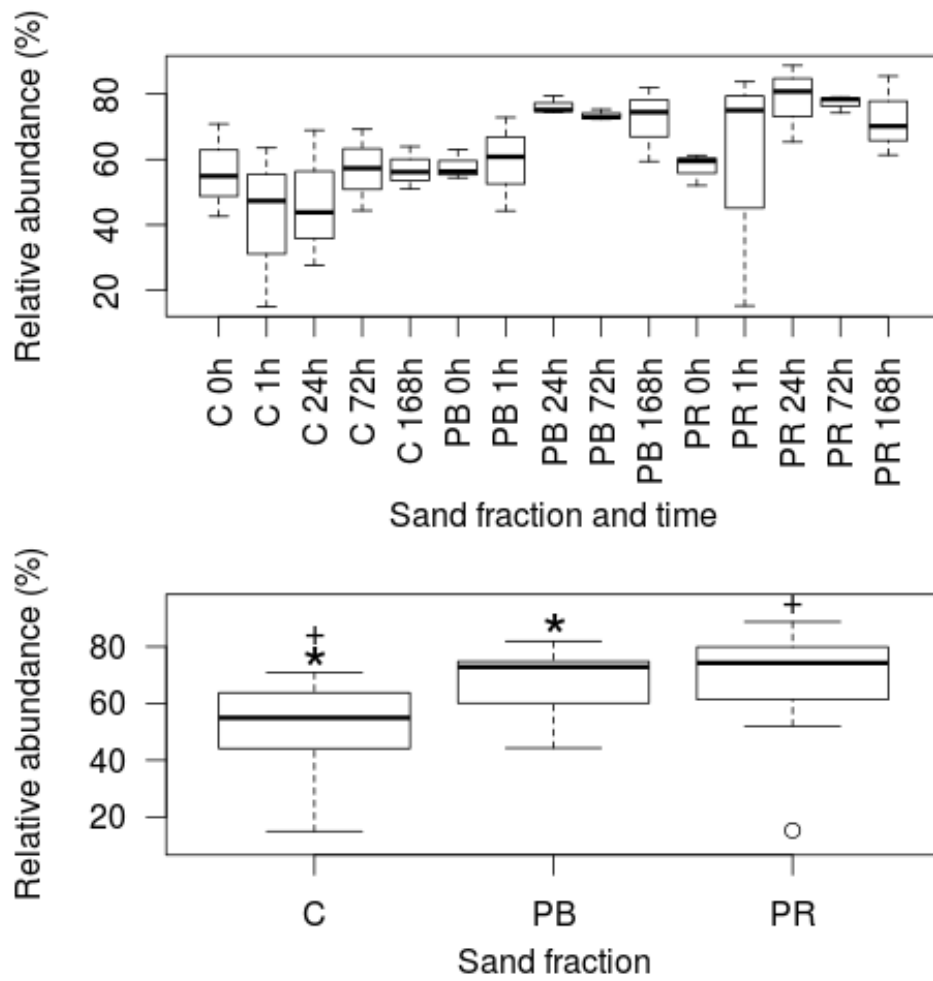 Relative abundance (%)
80
60
40
20
C 0h
C 1h
C 24h
C 72h
C 168h
PB 0h
PB 1h
PB 24h
PB 72h
PB 168h
PR 0h
PR 1h
PR 24h
PR 72h
PR 168h
Sand fraction and time
Relative abundance (%)
80
60
40
20
+
*
*
+
C
PB
PR
Sand fraction